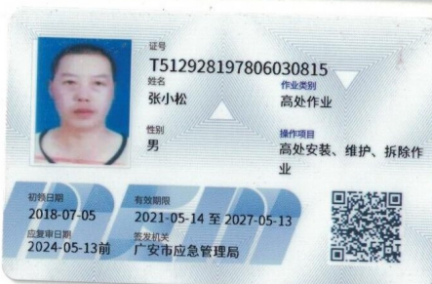 证号
T512928197806030815
姓名
张小松
作业类别
高处作业
性别
男
操作项目
高处安装、维护、拆除作
业
初领日期
2018-07-05
有效期限
2021-05-14 至 2027-05-13
应复审日期
2024-05-13前
签发机关
广安市应急管理局